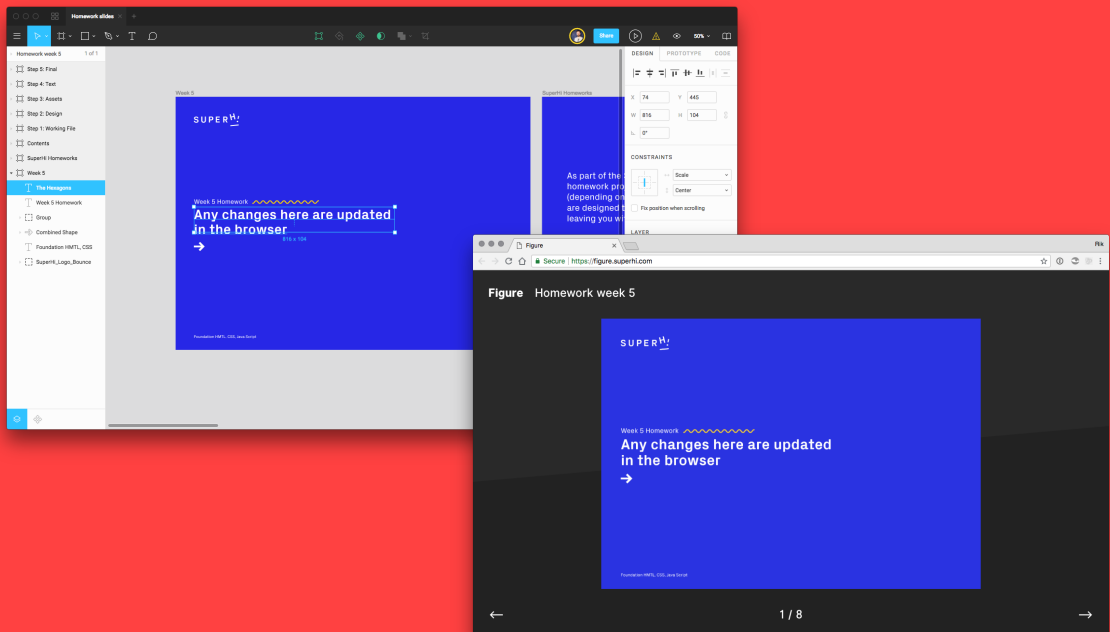 Homework slides
Share
50%
Homework week 5
1 of 1
Step 5: Final
Step 4: Text
Step 3: Assets
Step 2: Design
Step 1: Working File
Contents
SuperHi Homeworks
Week 5
The Hexagons
Week 5 Homework
Group
Combined Shape
Foundation HMTL, CSS
SuperHi_Logo_Bounce
Week 5
SUPERHi
Week 5 Homework
Any changes here are updated
in the browser
816 x 104
Foundation HMTL, CSS, Java Script
SuperHi Homeworks
As part of the
homework pro
(depending on
are designed t
leaving you wi
DESIGN
PROTOTYPE
CODE
X 74 Y 445
W 816 H 104
0°
CONSTRAINTS
Scale
Center
Fix position when scrolling
LAYER
Figure
Rik
Secure
https://figure.superhi.com
Figure Homework week 5
SUPERHi
Week 5 Homework
Any changes here are updated
in the browser
Foundation HMTL, CSS, Java Script
1 / 8